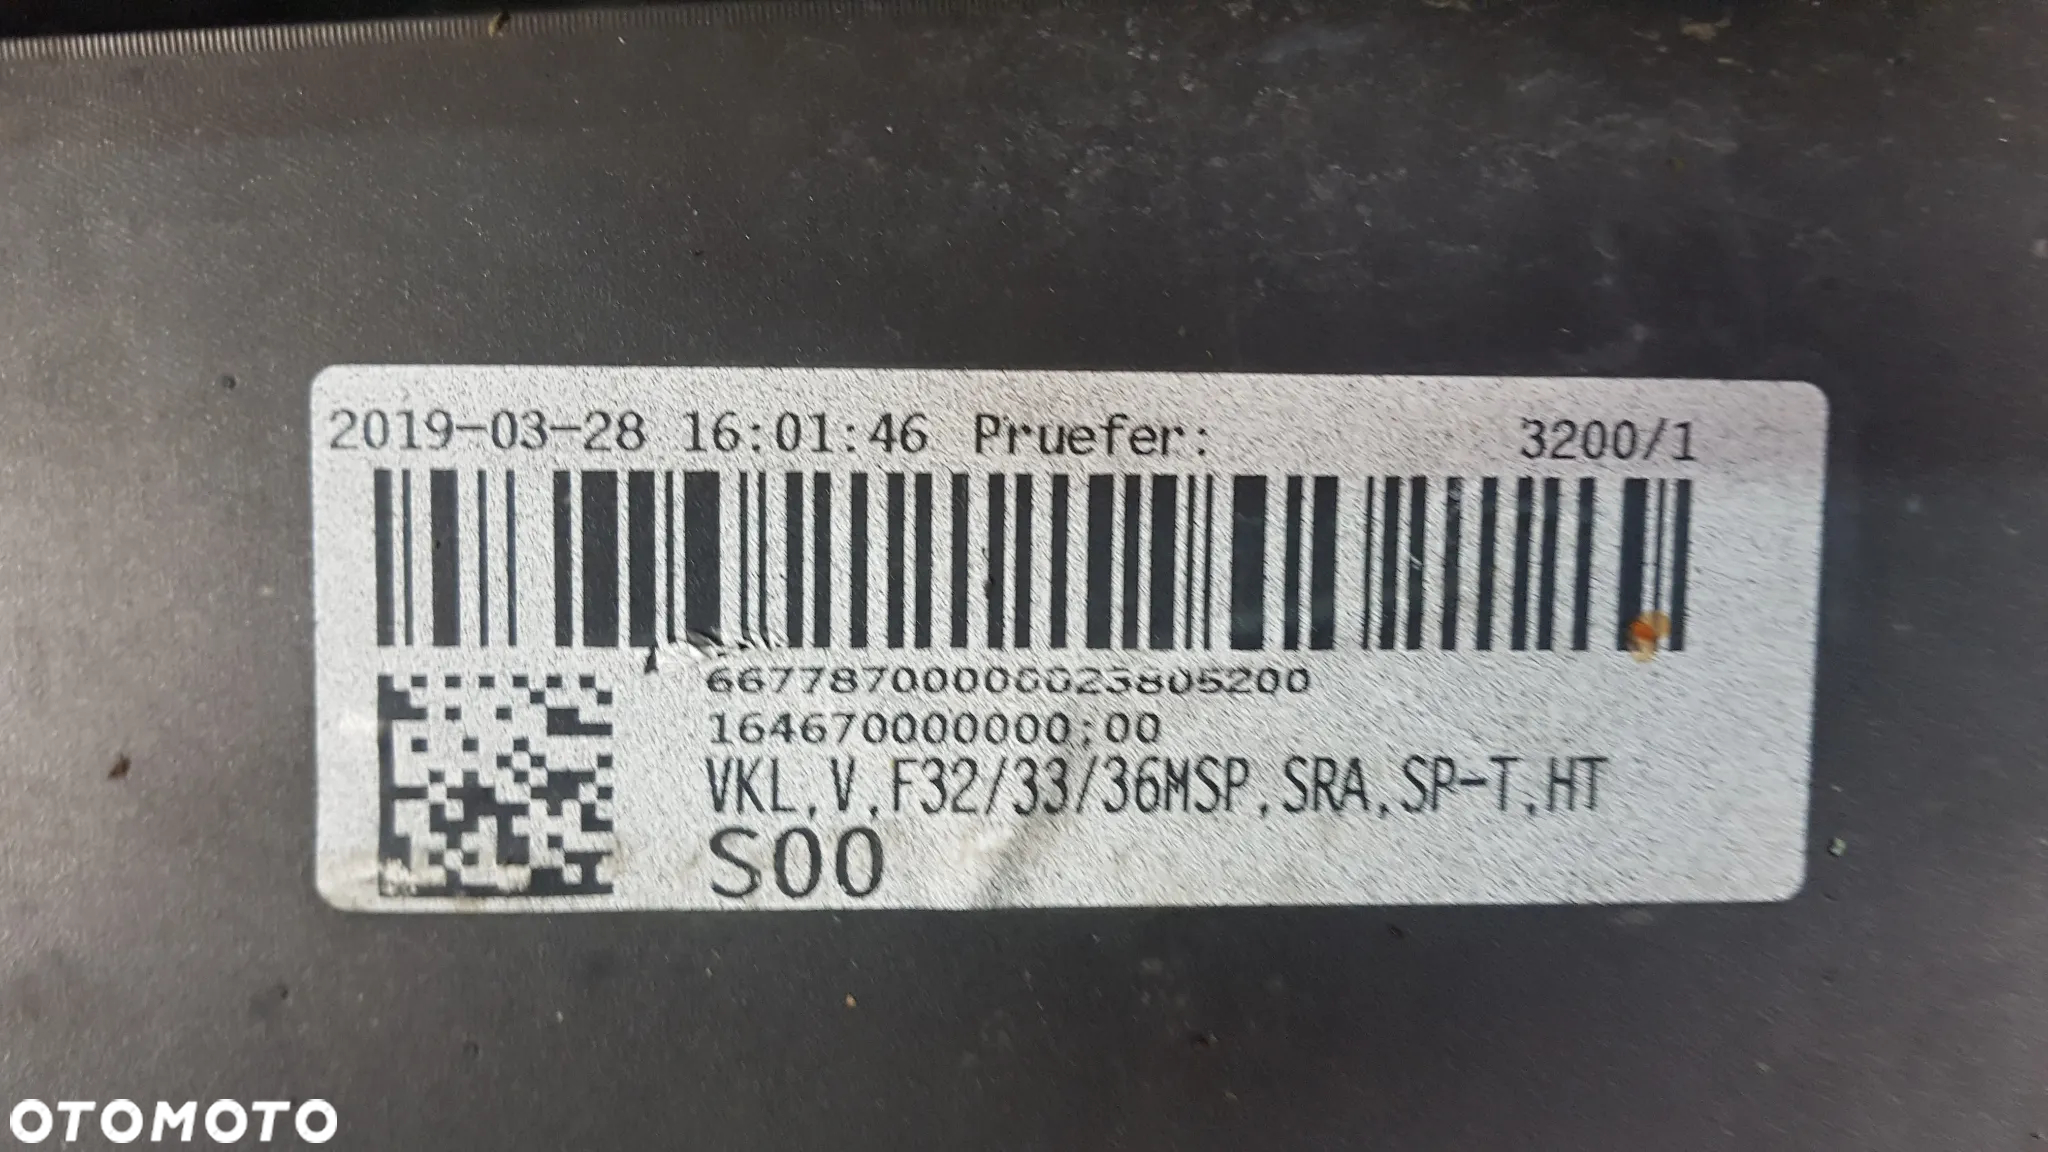 2019-03-28 16:01:46 Pruefer: 3200/1
66778700000023805200
164670000000;00
VKL,V,F32/33/36MSP,SRA,SP-T,HT
S00
OTOMOTO